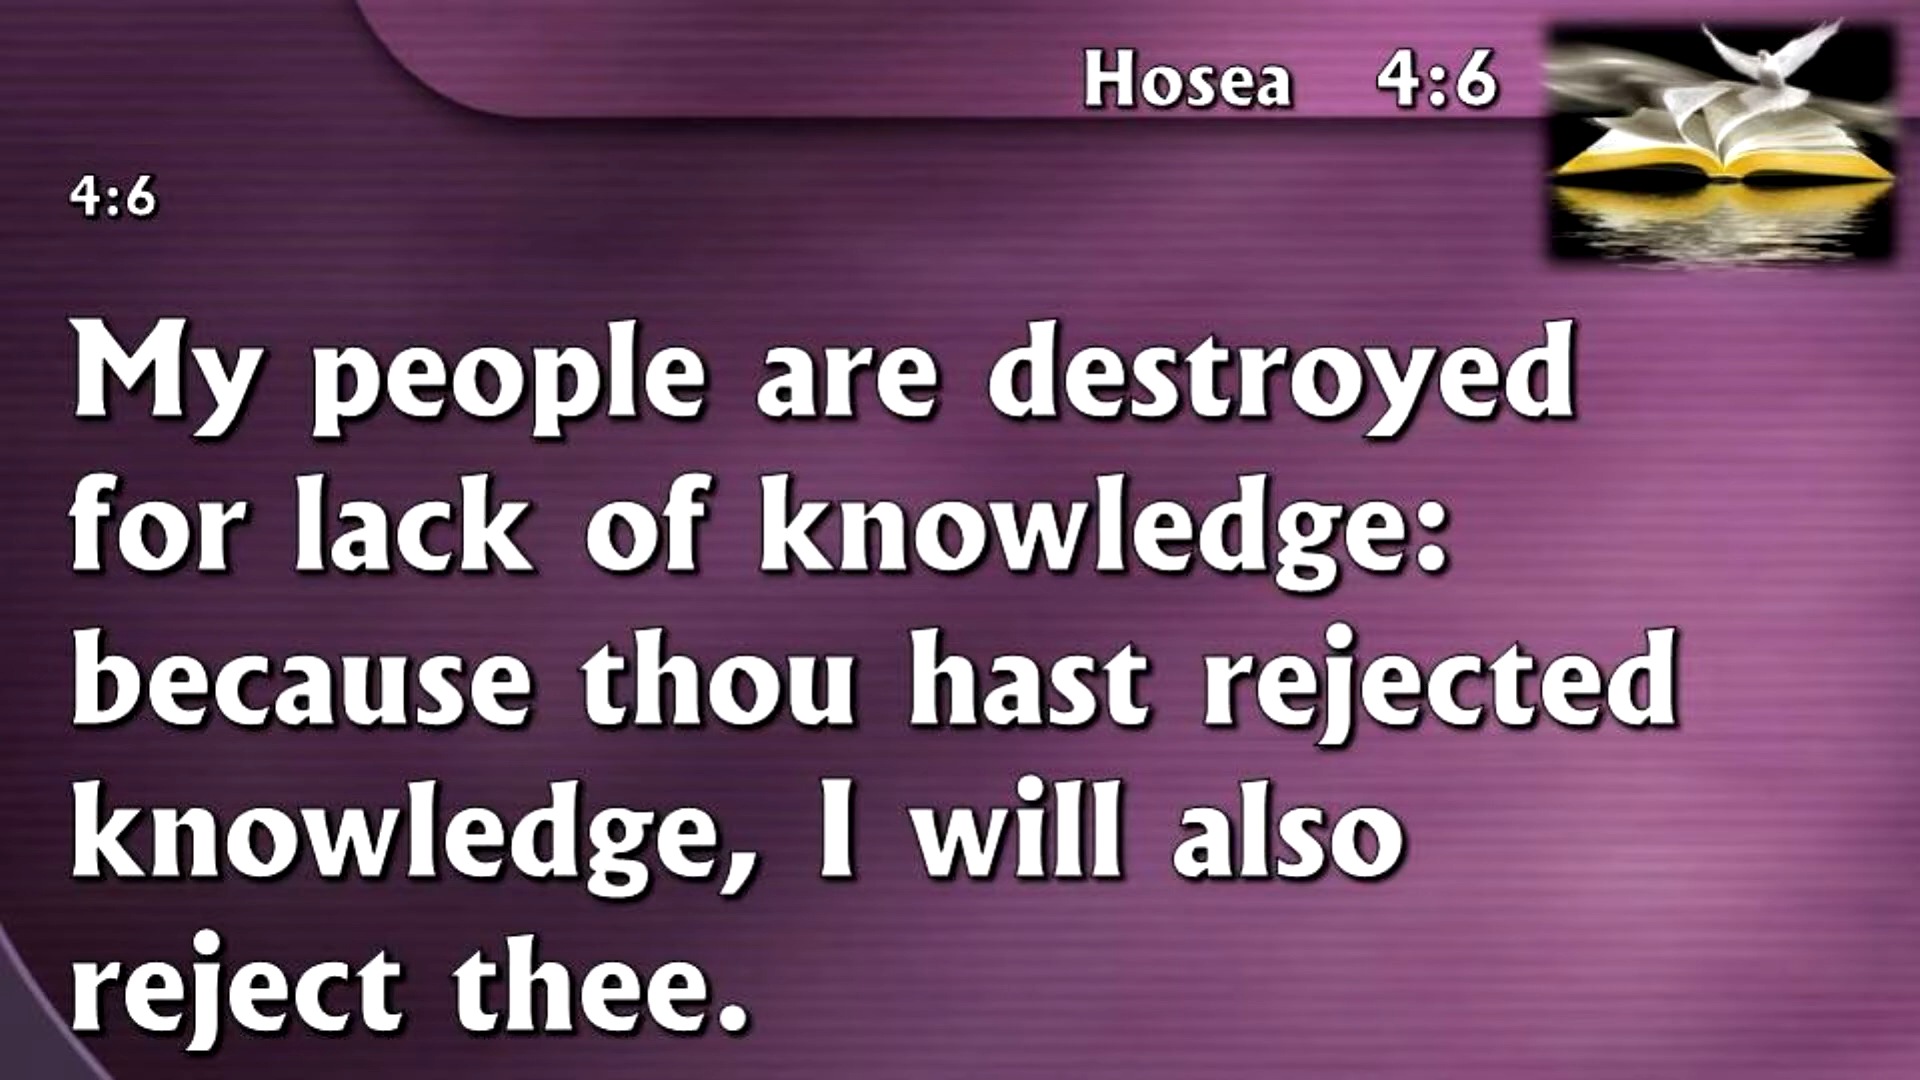 Hosea 4:6
4:6
My people are destroyed
for lack of knowledge:
because thou hast rejected
knowledge, I will also
reject thee.